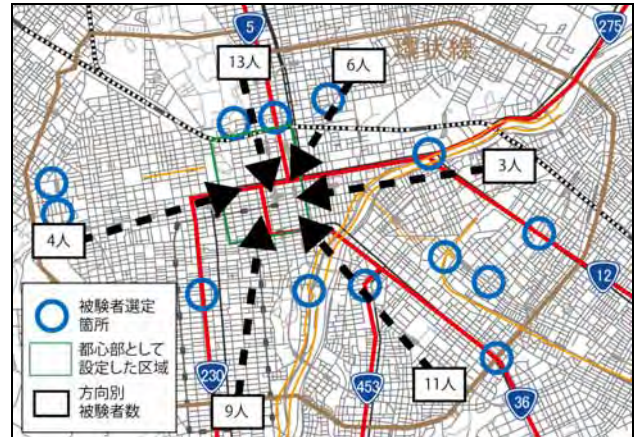 5
275
環状線
13人
6人
3人
4人
12
被験者選定
箇所
都心部として
設定した区域
方向別
被験者数
230
9人
453
11人
36